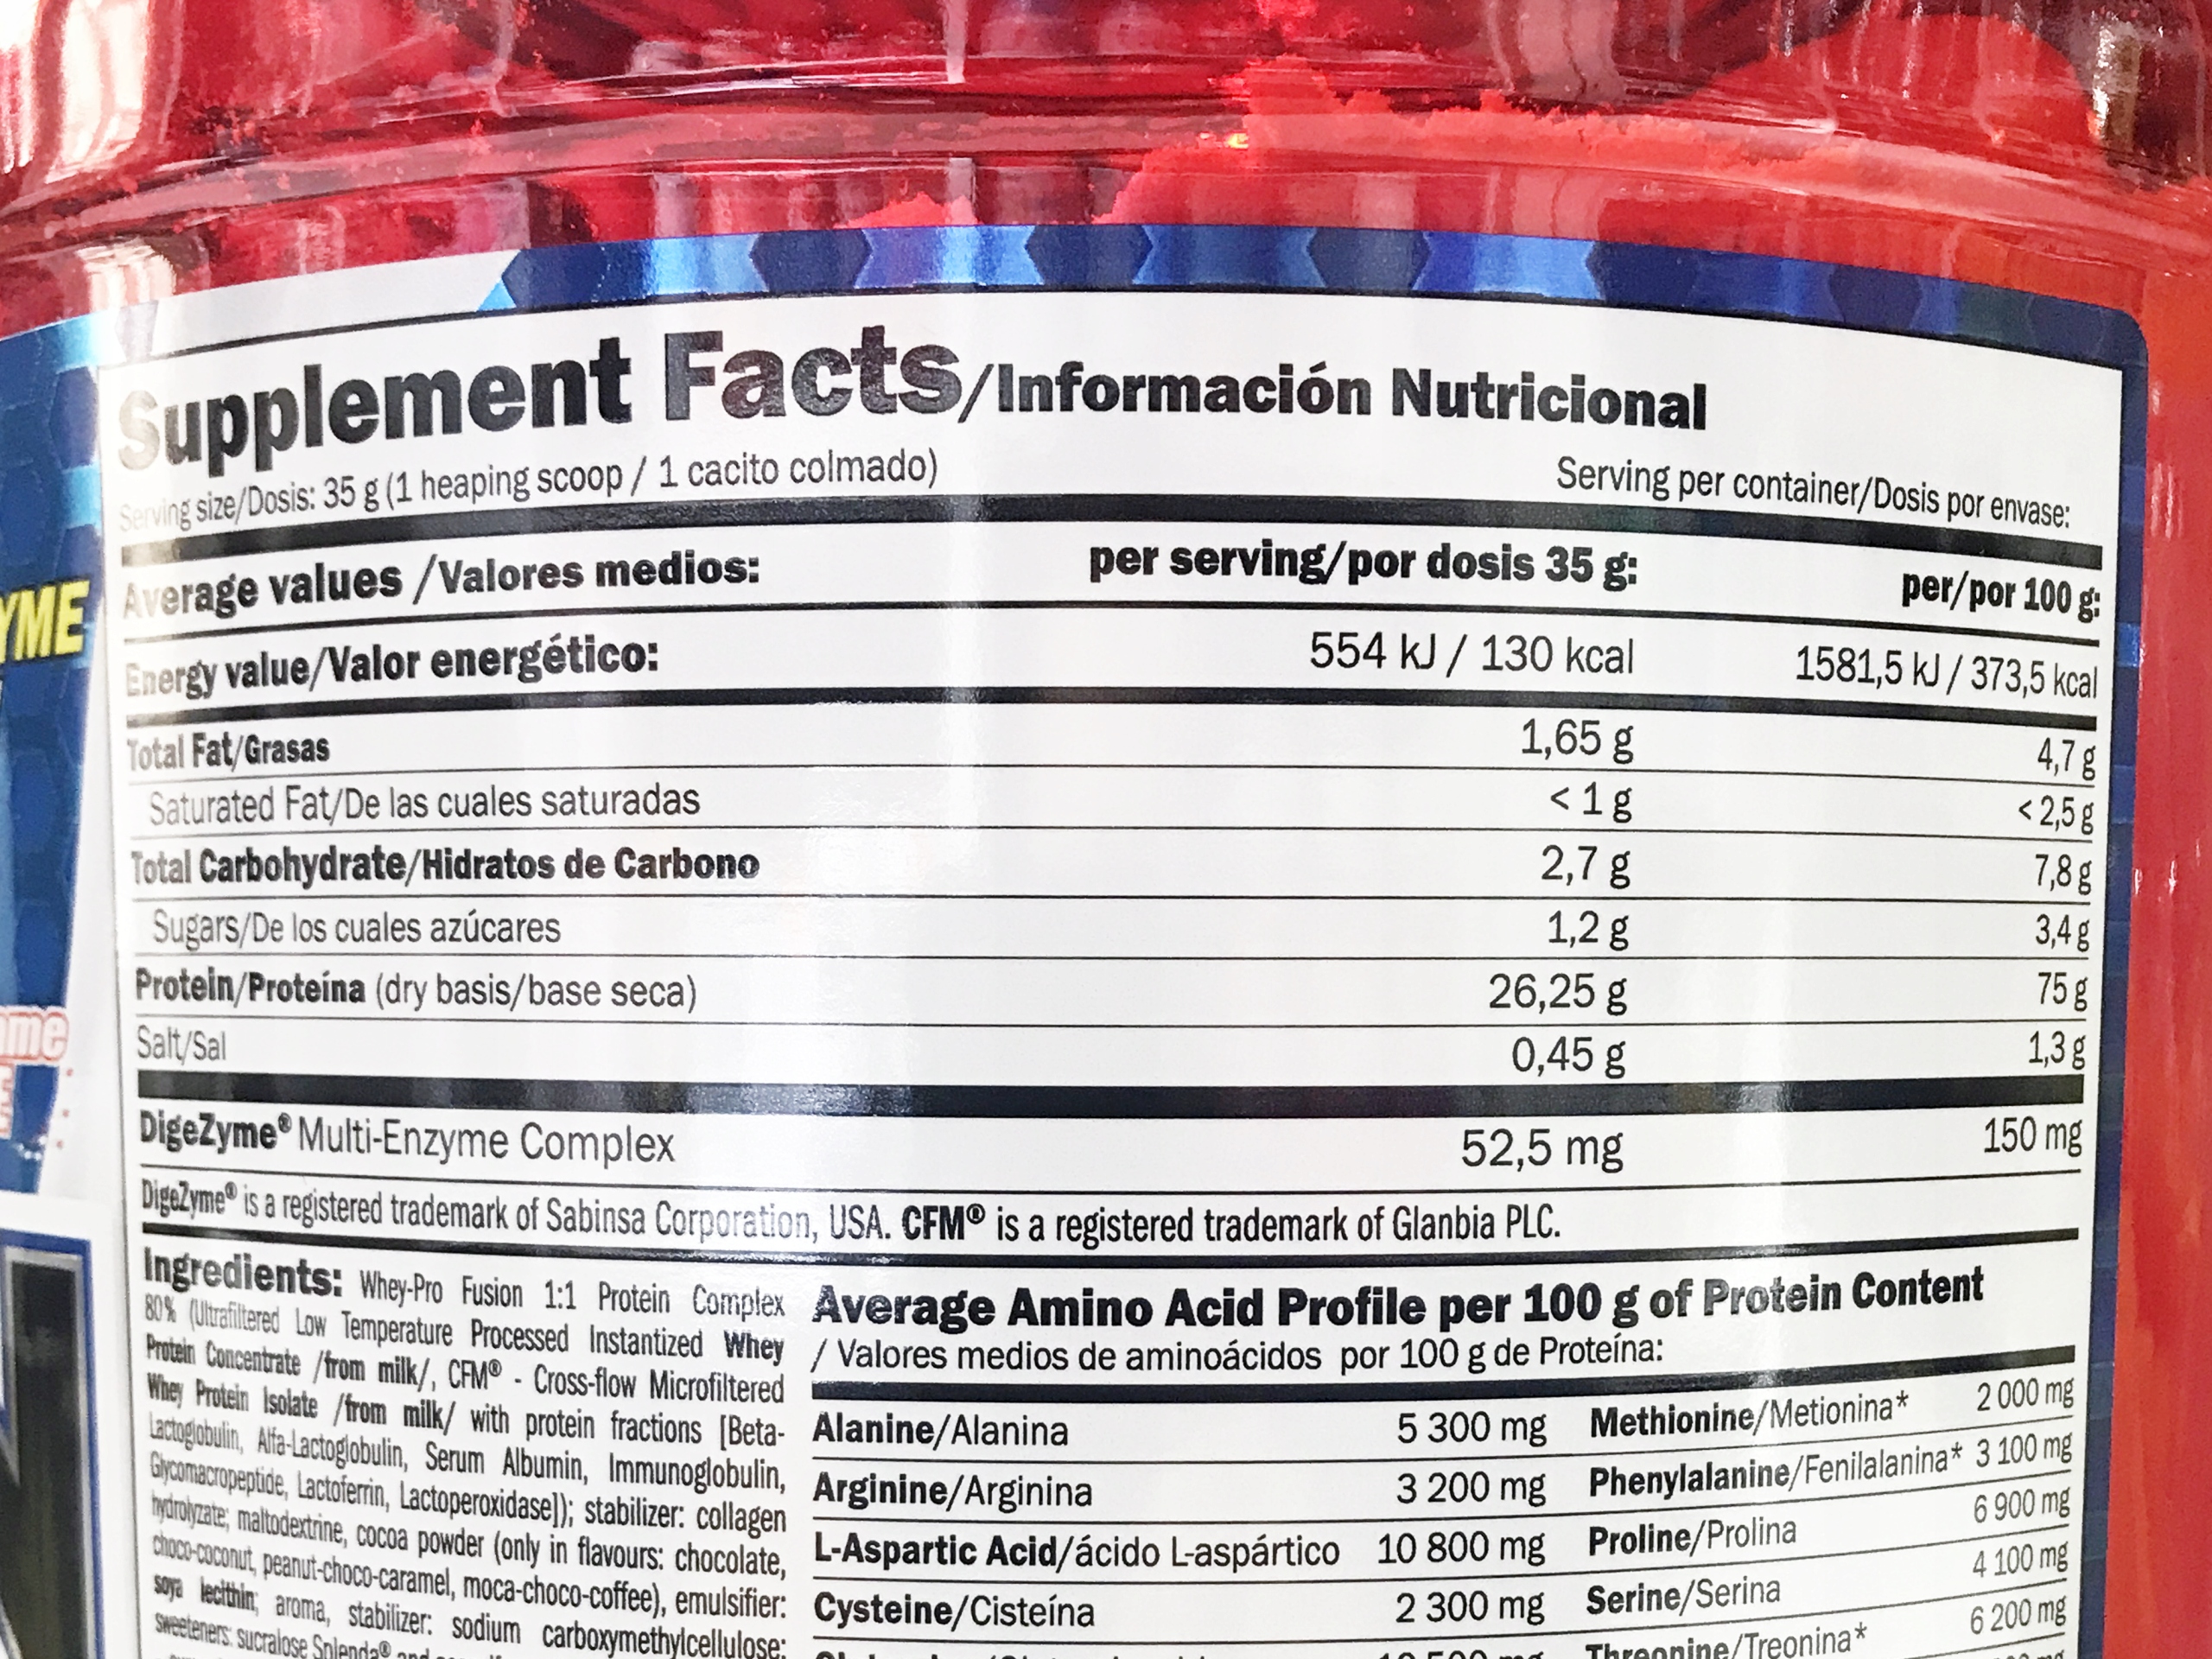 Supplement Facts/Información Nutricional
Serving size/Dosis: 35 g (1 heaping scoop / 1 cacito colmado)
Serving per container/Dosis por envase:
Average values /Valores medios: per serving/por dosis 35 g: per/por 100 g:
Energy value/Valor energético: 554 kJ / 130 kcal 1581,5 kJ / 373,5 kcal
Total Fat/Grasas 1,65 g 4,7 g
Saturated Fat/De las cuales saturadas < 1 g < 2,5 g
Total Carbohydrate/Hidratos de Carbono 2,7 g 7,8 g
Sugars/De los cuales azúcares 1,2 g 3,4 g
Protein/Proteína (dry basis/base seca) 26,25 g 75 g
Salt/Sal 0,45 g 1,3 g
DigeZyme® Multi-Enzyme Complex 52,5 mg 150 mg
DigeZyme® is a registered trademark of Sabinsa Corporation, USA. CFM® is a registered trademark of Glanbia PLC.
Ingredients: Whey-Pro Fusion 1:1 Protein Complex
80% (Ultrafiltered Low Temperature Processed Instantized Whey
Protein Concentrate /from milk/, CFM® - Cross-flow Microfiltered
Whey Protein Isolate /from milk/ with protein fractions [Beta-
Lactoglobulin, Alfa-Lactoglobulin, Serum Albumin, Immunoglobulin,
Glycomacropeptide, Lactoferrin, Lactoperoxidase]); stabilizer: collagen
hydrolyzate; maltodextrine, cocoa powder (only in flavours: chocolate,
choco-coconut, peanut-choco-caramel, moca-choco-coffee), emulsifier:
soya lecithin; aroma, stabilizer: sodium carboxymethylcellulose;
sweeteners: sucralose Splenda® and
Average Amino Acid Profile per 100 g of Protein Content
/ Valores medios de aminoácidos por 100 g de Proteína:
Alanine/Alanina 5 300 mg
Arginine/Arginina 3 200 mg
L-Aspartic Acid/ácido L-aspártico 10 800 mg
Cysteine/Cisteína 2 300 mg
Methionine/Metionina* 2 000 mg
Phenylalanine/Fenilalanina* 3 100 mg
Proline/Prolina 6 900 mg
Serine/Serina 4 100 mg
Threonine/Treonina* 6 200 mg
YME